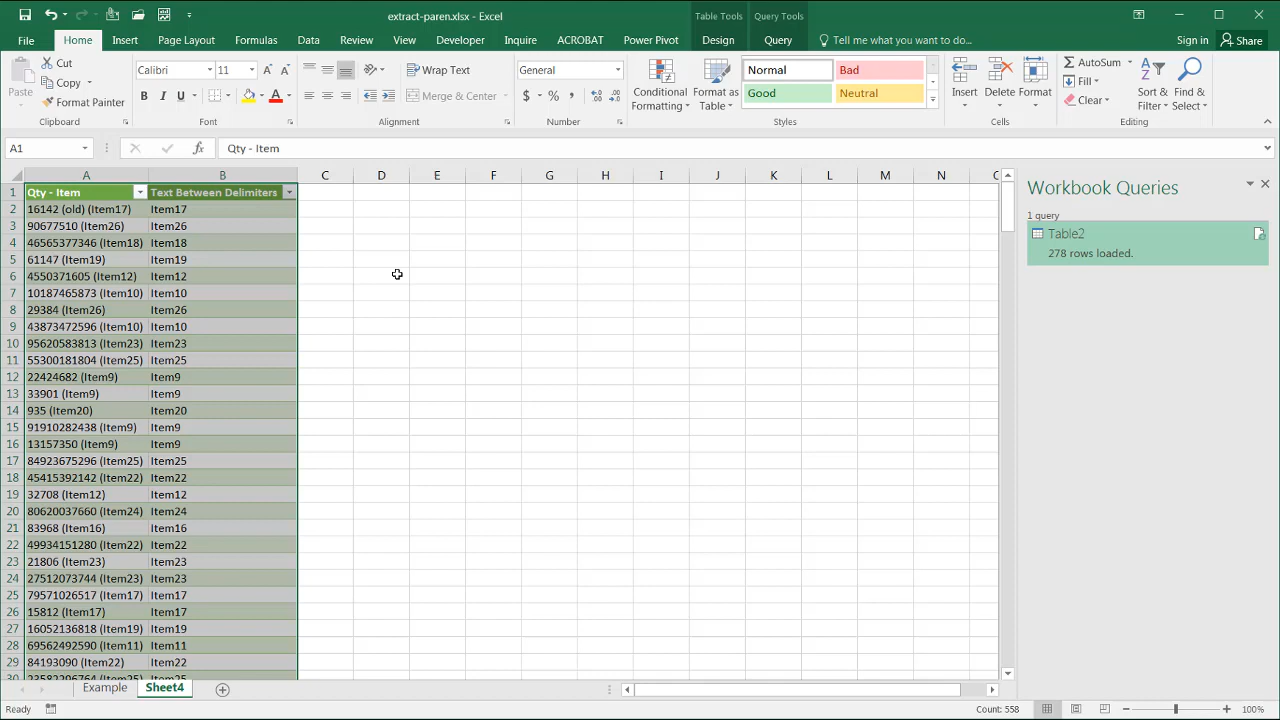 extract-paren.xlsx - Excel
Table Tools
Query Tools
File
Home
Insert
Page Layout
Formulas
Data
Review
View
Developer
Inquire
ACROBAT
Power Pivot
Design
Query
Tell me what you want to do...
Sign in
Share
Paste
Cut
Copy
Format Painter
Clipboard
Calibri
11
A
A
B
I
U
A
Font
Wrap Text
Merge & Center
Alignment
General
$
%
,
Number
Conditional
Formatting
Format as
Table
Normal
Bad
Good
Neutral
Styles
Insert
Delete
Format
Cells
AutoSum
Fill
Clear
Sort &
Filter
Find &
Select
Editing
A1
fx
Qty - Item
A B C D E F G H I J K L M N
1 Qty - Item Text Between Delimiters
2 16142 (old) (Item17) Item17
3 90677510 (Item26) Item26
4 46565377346 (Item18) Item18
5 61147 (Item19) Item19
6 4550371605 (Item12) Item12
7 10187465873 (Item10) Item10
8 29384 (Item26) Item26
9 43873472596 (Item10) Item10
10 95620583813 (Item23) Item23
11 55300181804 (Item25) Item25
12 22424682 (Item9) Item9
13 33901 (Item9) Item9
14 935 (Item20) Item20
15 91910282438 (Item9) Item9
16 13157350 (Item9) Item9
17 84923675296 (Item25) Item25
18 45415392142 (Item22) Item22
19 32708 (Item12) Item12
20 80620037660 (Item24) Item24
21 83968 (Item16) Item16
22 49934151280 (Item22) Item22
23 21806 (Item23) Item23
24 27512073744 (Item23) Item23
25 79571026517 (Item17) Item17
26 15812 (Item17) Item17
27 16052136818 (Item19) Item19
28 69562492590 (Item11) Item11
29 84193090 (Item22) Item22
Workbook Queries
1 query
Table2
278 rows loaded.
Example
Sheet4
Ready
Count: 558
100%